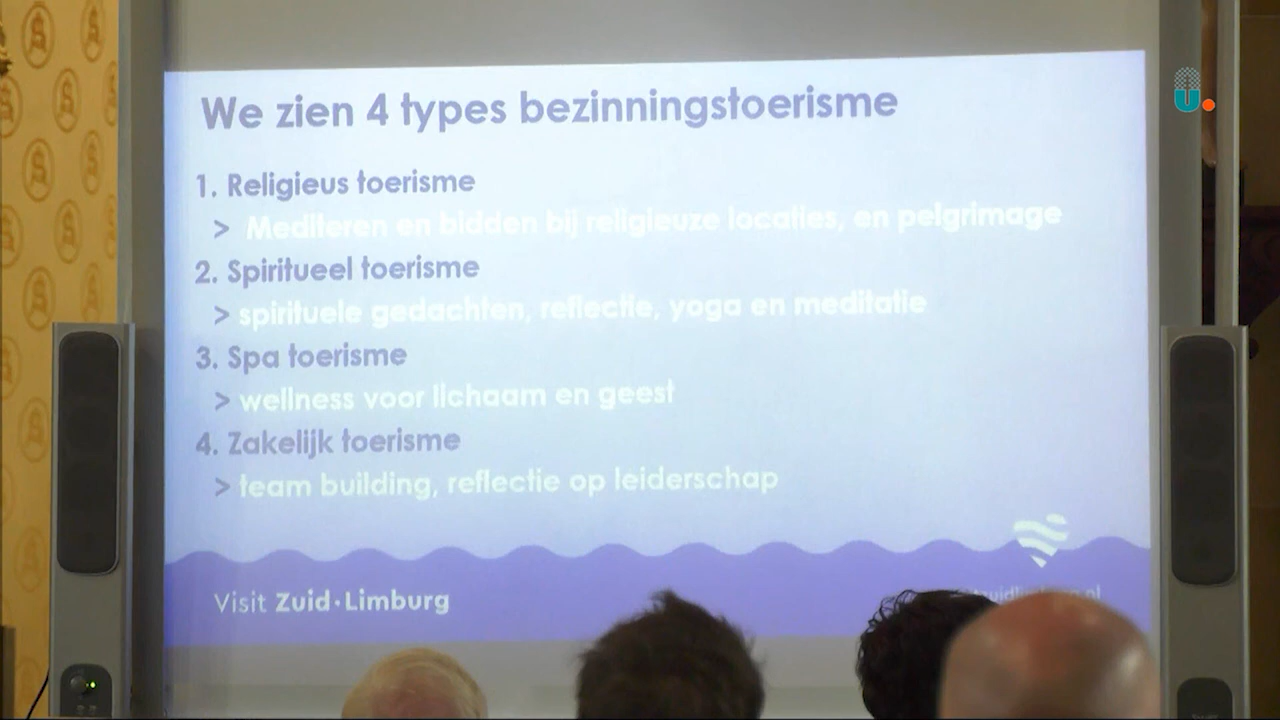 We zien 4 types bezinningstoerisme
1. Religieus toerisme
> Mediteren en bidden bij religieuze locaties, en pelgrimage
2. Spiritueel toerisme
> spirituele gedachten, reflectie, yoga en meditatie
3. Spa toerisme
> wellness voor lichaam en geest
4. Zakelijk toerisme
> team building, reflectie op leiderschap
Visit Zuid·Limburg